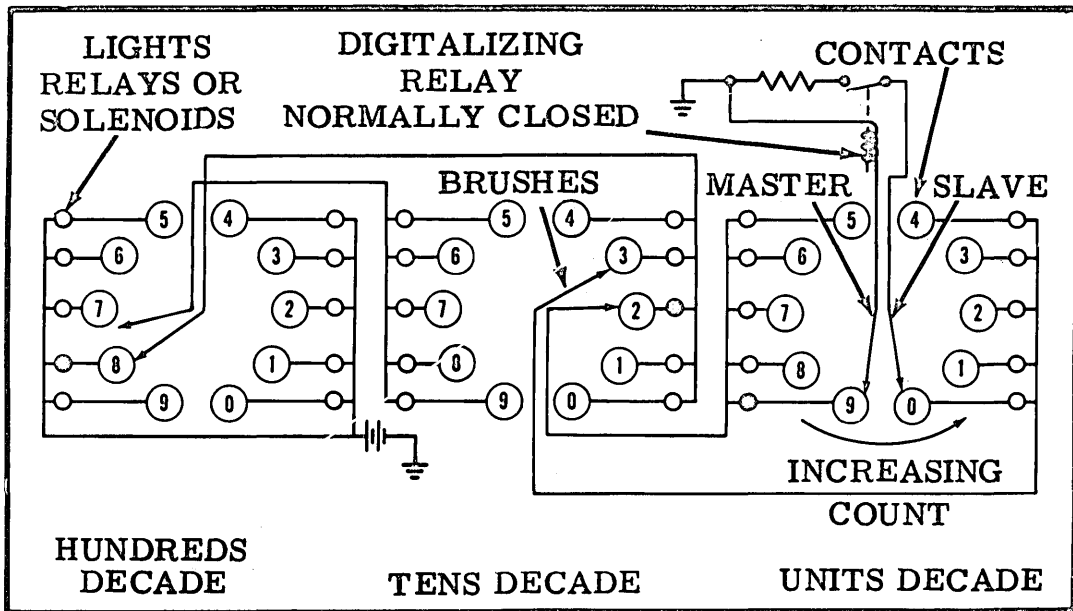 LIGHTS
RELAYS OR
SOLENOIDS
DIGITALIZING
RELAY
NORMALLY CLOSED
CONTACTS
BRUSHES
MASTER
SLAVE
5 4 5 4 5 4
6 3 6 3 6 3
7 2 7 2 7 2
8 1 8 1 8 1
9 0 9 0 9 0
INCREASING
COUNT
HUNDREDS
DECADE
TENS DECADE
UNITS DECADE